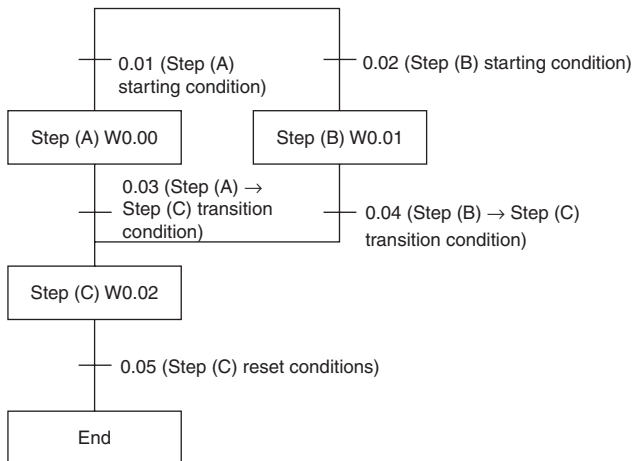 0.01 (Step (A)
starting condition)
0.02 (Step (B) starting condition)
Step (A) W0.00
Step (B) W0.01
0.03 (Step (A) →
Step (C) transition
condition)
0.04 (Step (B) → Step (C)
transition condition)
Step (C) W0.02
0.05 (Step (C) reset conditions)
End